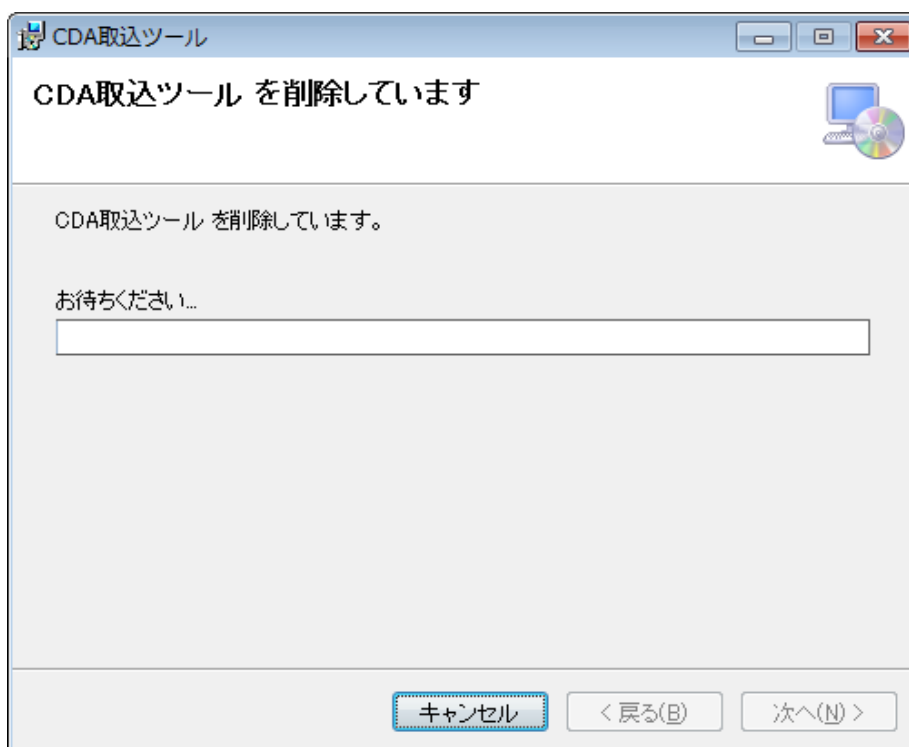 CDA取込ツール
CDA取込ツール を削除しています
CDA取込ツール を削除しています。
お待ちください...
キャンセル
< 戻る(B)
次へ(N) >